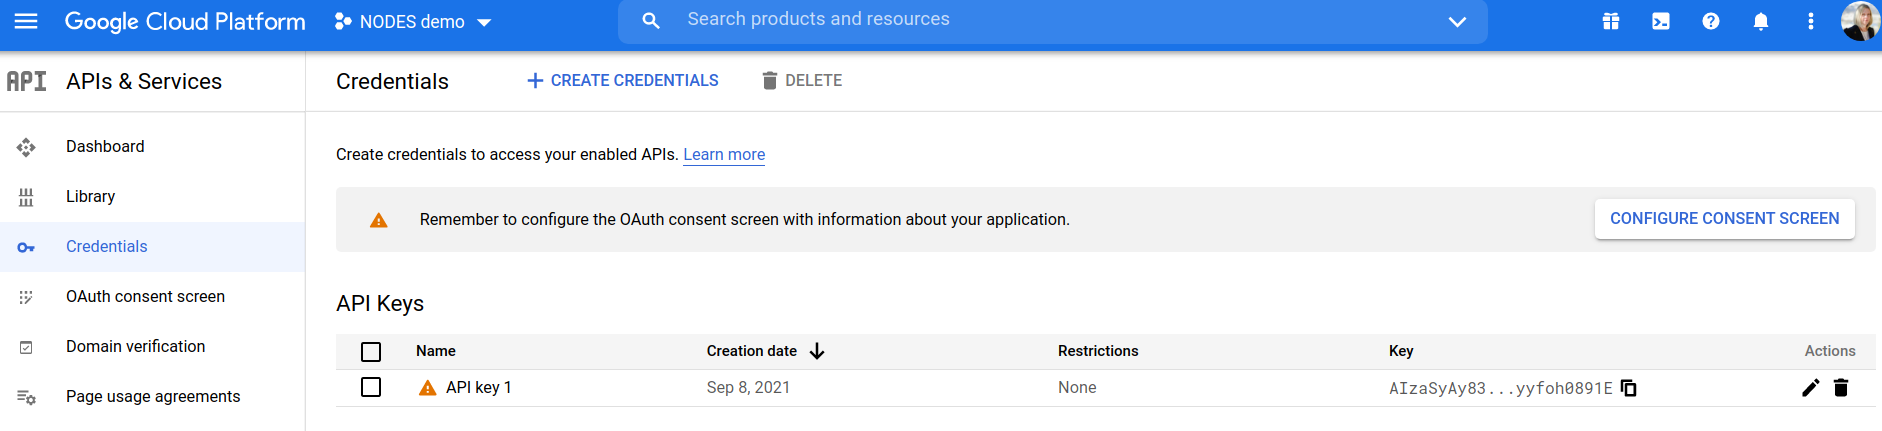 Google Cloud Platform NODES demo Search products and resources
API APIs & Services
Credentials + CREATE CREDENTIALS DELETE
Dashboard
Library
Credentials
OAuth consent screen
Domain verification
Page usage agreements
Create credentials to access your enabled APIs. Learn more
Remember to configure the OAuth consent screen with information about your application. CONFIGURE CONSENT SCREEN
API Keys
Name Creation date Restrictions Key Actions
API key 1 Sep 8, 2021 None AIzaSyAy83...yyfoh0891E